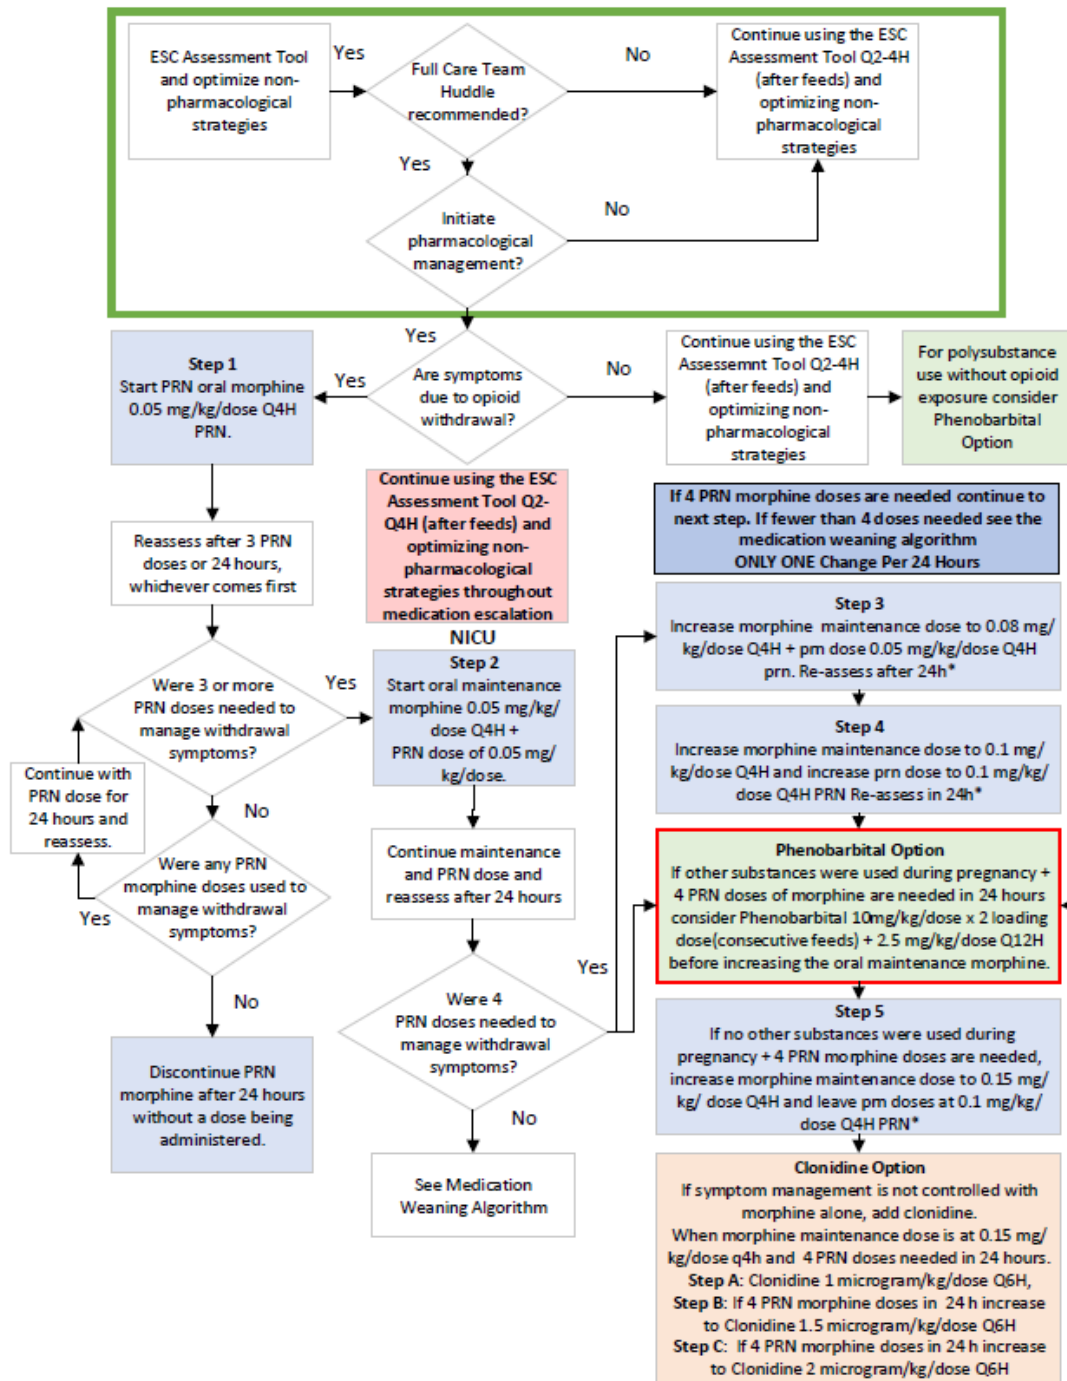 ESC Assessment Tool
and optimize non-
pharmacological
strategies
Yes
Full Care Team
Huddle
recommended?
No
Continue using the ESC
Assessment Tool Q2-4H
(after feeds) and
optimizing non-
pharmacological
strategies
Yes
Initiate
pharmacological
management?
No
Yes
Step 1
Start PRN oral morphine
0.05 mg/kg/dose Q4H
PRN.
Yes
Are symptoms
due to opioid
withdrawal?
No
Continue using the ESC
Assessemnt Tool Q2-4H
(after feeds) and
optimizing non-
pharmacological
strategies
For polysubstance
use without opioid
exposure consider
Phenobarbital
Option
Continue using the ESC
Assessment Tool Q2-
Q4H (after feeds) and
optimizing non-
pharmacological
strategies throughout
medication escalation
If 4 PRN morphine doses are needed continue to
next step. If fewer than 4 doses needed see the
medication weaning algorithm
ONLY ONE Change Per 24 Hours
Reassess after 3 PRN
doses or 24 hours,
whichever comes first
Were 3 or more
PRN doses needed to
manage withdrawal
symptoms?
Yes
NICU
Step 2
Start oral maintenance
morphine 0.05 mg/kg/
dose Q4H +
PRN dose of 0.05 mg/
kg/dose.
Step 3
Increase morphine maintenance dose to 0.08 mg/
kg/dose Q4H + prn dose 0.05 mg/kg/dose Q4H
prn. Re-assess after 24h*
Step 4
Increase morphine maintenance dose to 0.1 mg/
kg/dose Q4H and increase prn dose to 0.1 mg/kg/
dose Q4H PRN Re-assess in 24h*
Continue with
PRN dose for
24 hours and
reassess.
No
Were any PRN
morphine doses used to
manage withdrawal
symptoms?
Yes
No
Discontinue PRN
morphine after 24 hours
without a dose being
administered.
Continue maintenance
and PRN dose and
reassess after 24 hours
Were 4
PRN doses needed to
manage withdrawal
symptoms?
Yes
No
See Medication
Weaning Algorithm
Phenobarbital Option
If other substances were used during pregnancy +
4 PRN doses of morphine are needed in 24 hours
consider Phenobarbital 10mg/kg/dose x 2 loading
dose(consecutive feeds) + 2.5 mg/kg/dose Q12H
before increasing the oral maintenance morphine.
Step 5
If no other substances were used during
pregnancy + 4 PRN morphine doses are needed,
increase morphine maintenance dose to 0.15 mg/
kg/ dose Q4H and leave prn doses at 0.1 mg/kg/
dose Q4H PRN*
Clonidine Option
If symptom management is not controlled with
morphine alone, add clonidine.
When morphine maintenance dose is at 0.15 mg/
kg/dose q4h and 4 PRN doses needed in 24 hours.
Step A: Clonidine 1 microgram/kg/dose Q6H,
Step B: If 4 PRN morphine doses in 24 h increase
to Clonidine 1.5 microgram/kg/dose Q6H
Step C: If 4 PRN morphine doses in 24 h increase
to Clonidine 2 microgram/kg/dose Q6H